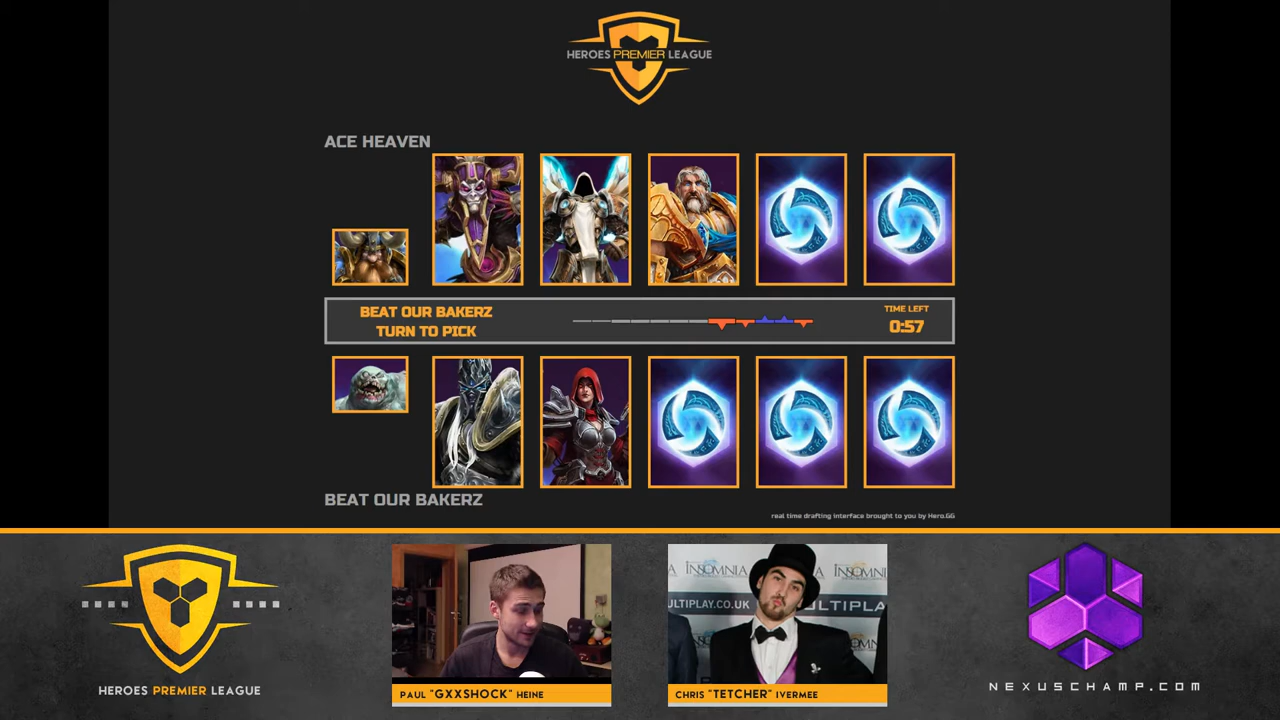 HEROES PREMIER LEAGUE
ACE HEAVEN
BEAT OUR BAKERZ
TURN TO PICK
TIME LEFT
0:57
BEAT OUR BAKERZ
real time drafting interface brought to you by Hero.GG
INSOMNIA
INSOMNIA
ULTIPLAY.CO.UK
ULTIPLA
HEROES PREMIER LEAGUE
PAUL "GXXSHOCK" HEINE
CHRIS "TETCHER" IVERMEE
NEXUSCHAMP.COM